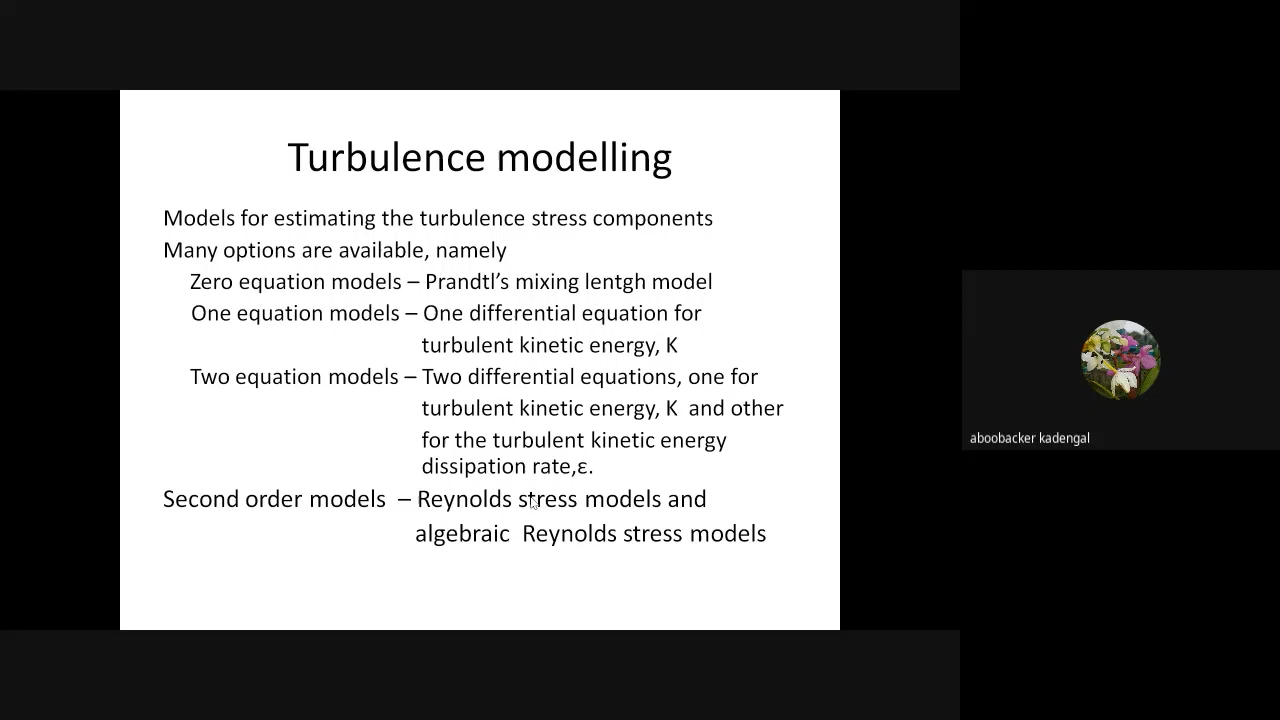 Turbulence modelling
Models for estimating the turbulence stress components
Many options are available, namely
Zero equation models – Prandtl’s mixing lentgh model
One equation models – One differential equation for
turbulent kinetic energy, K
Two equation models – Two differential equations, one for
turbulent kinetic energy, K and other
for the turbulent kinetic energy
dissipation rate,ε.
Second order models – Reynolds stress models and
algebraic Reynolds stress models
aboobacker kadengal